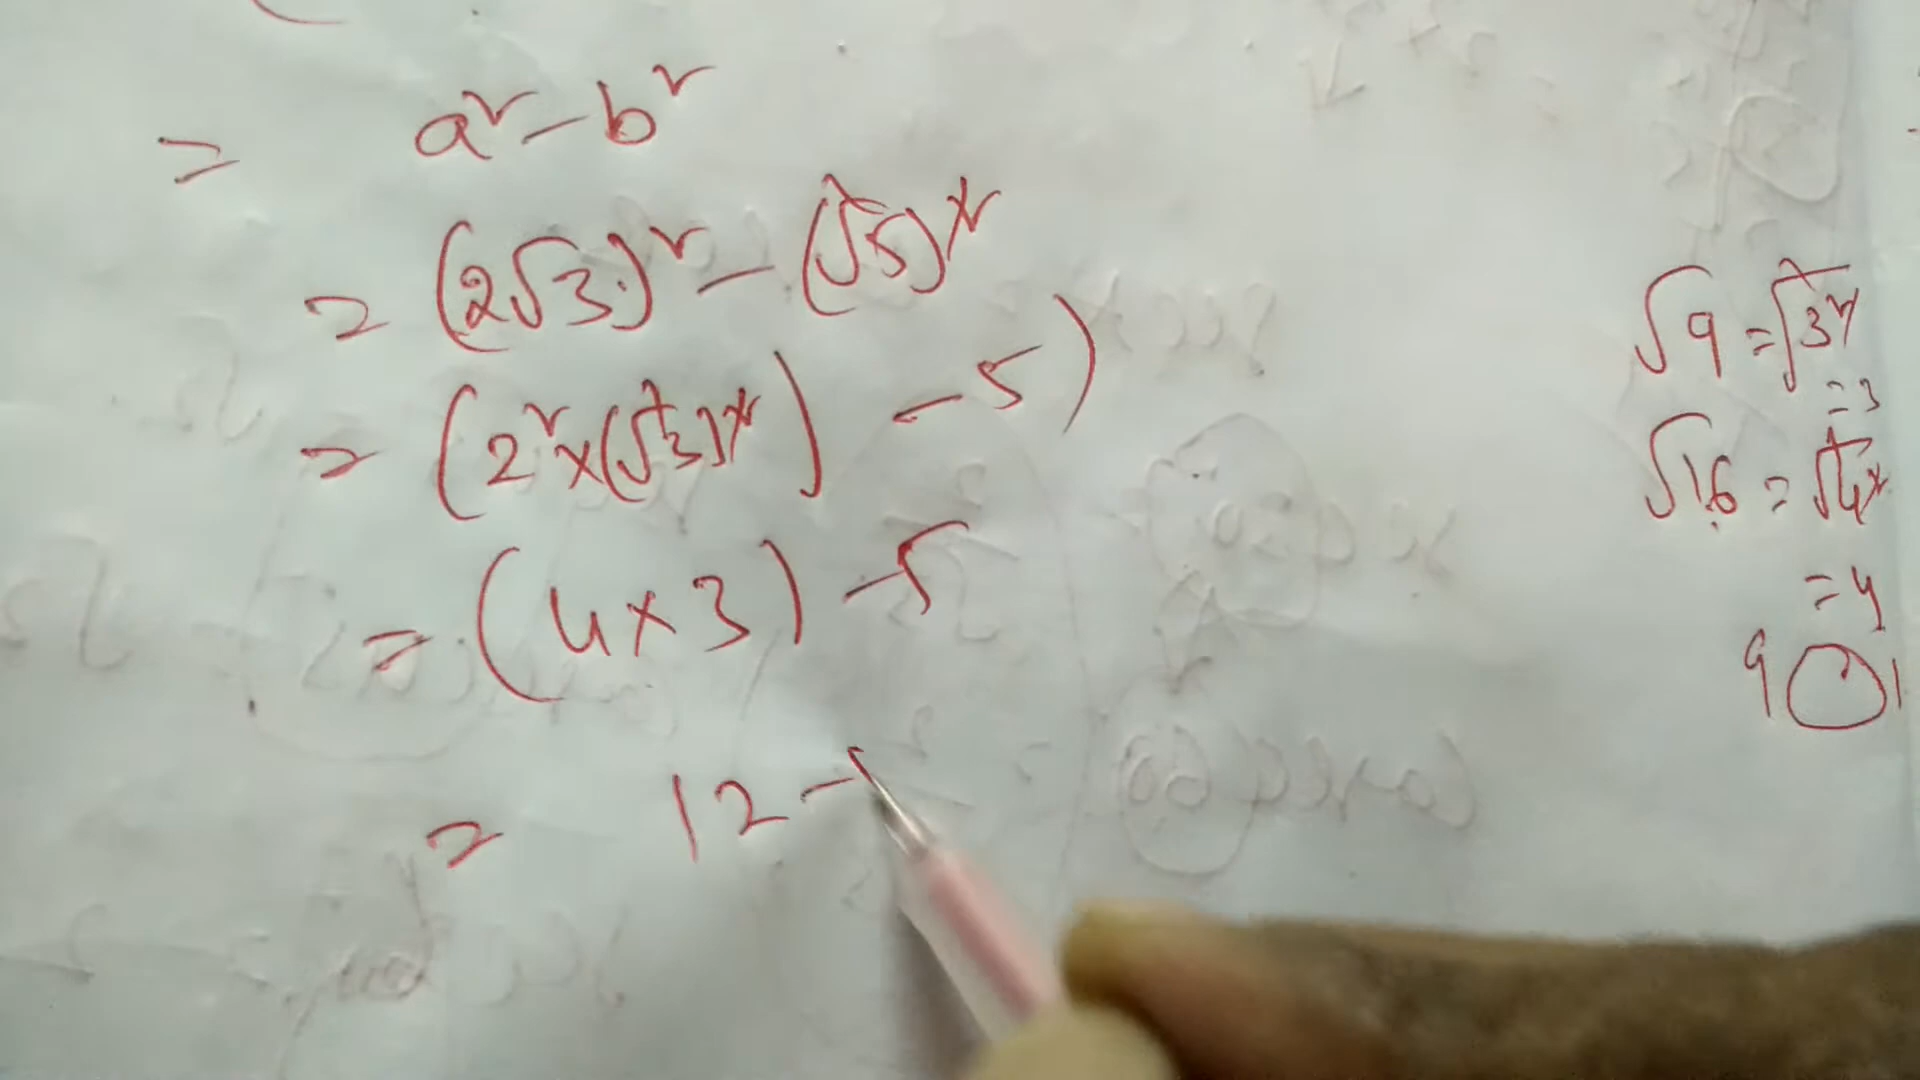 = a² - b²
= (2√3)² - (√5)²
= (2² × (√3)²) - 5)
= (4 × 3) - 5
= 12 -
√9 = √3²
= 3
√16 = √4²
= 4
9